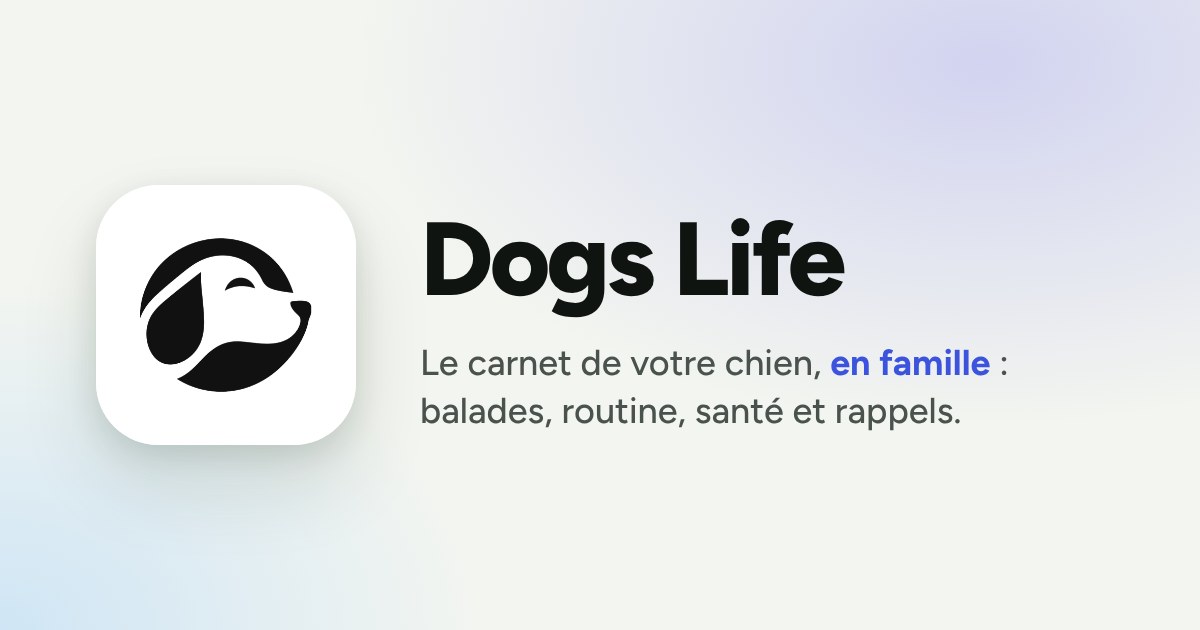 Dogs Life
Le carnet de votre chien, en famille :
balades, routine, santé et rappels.